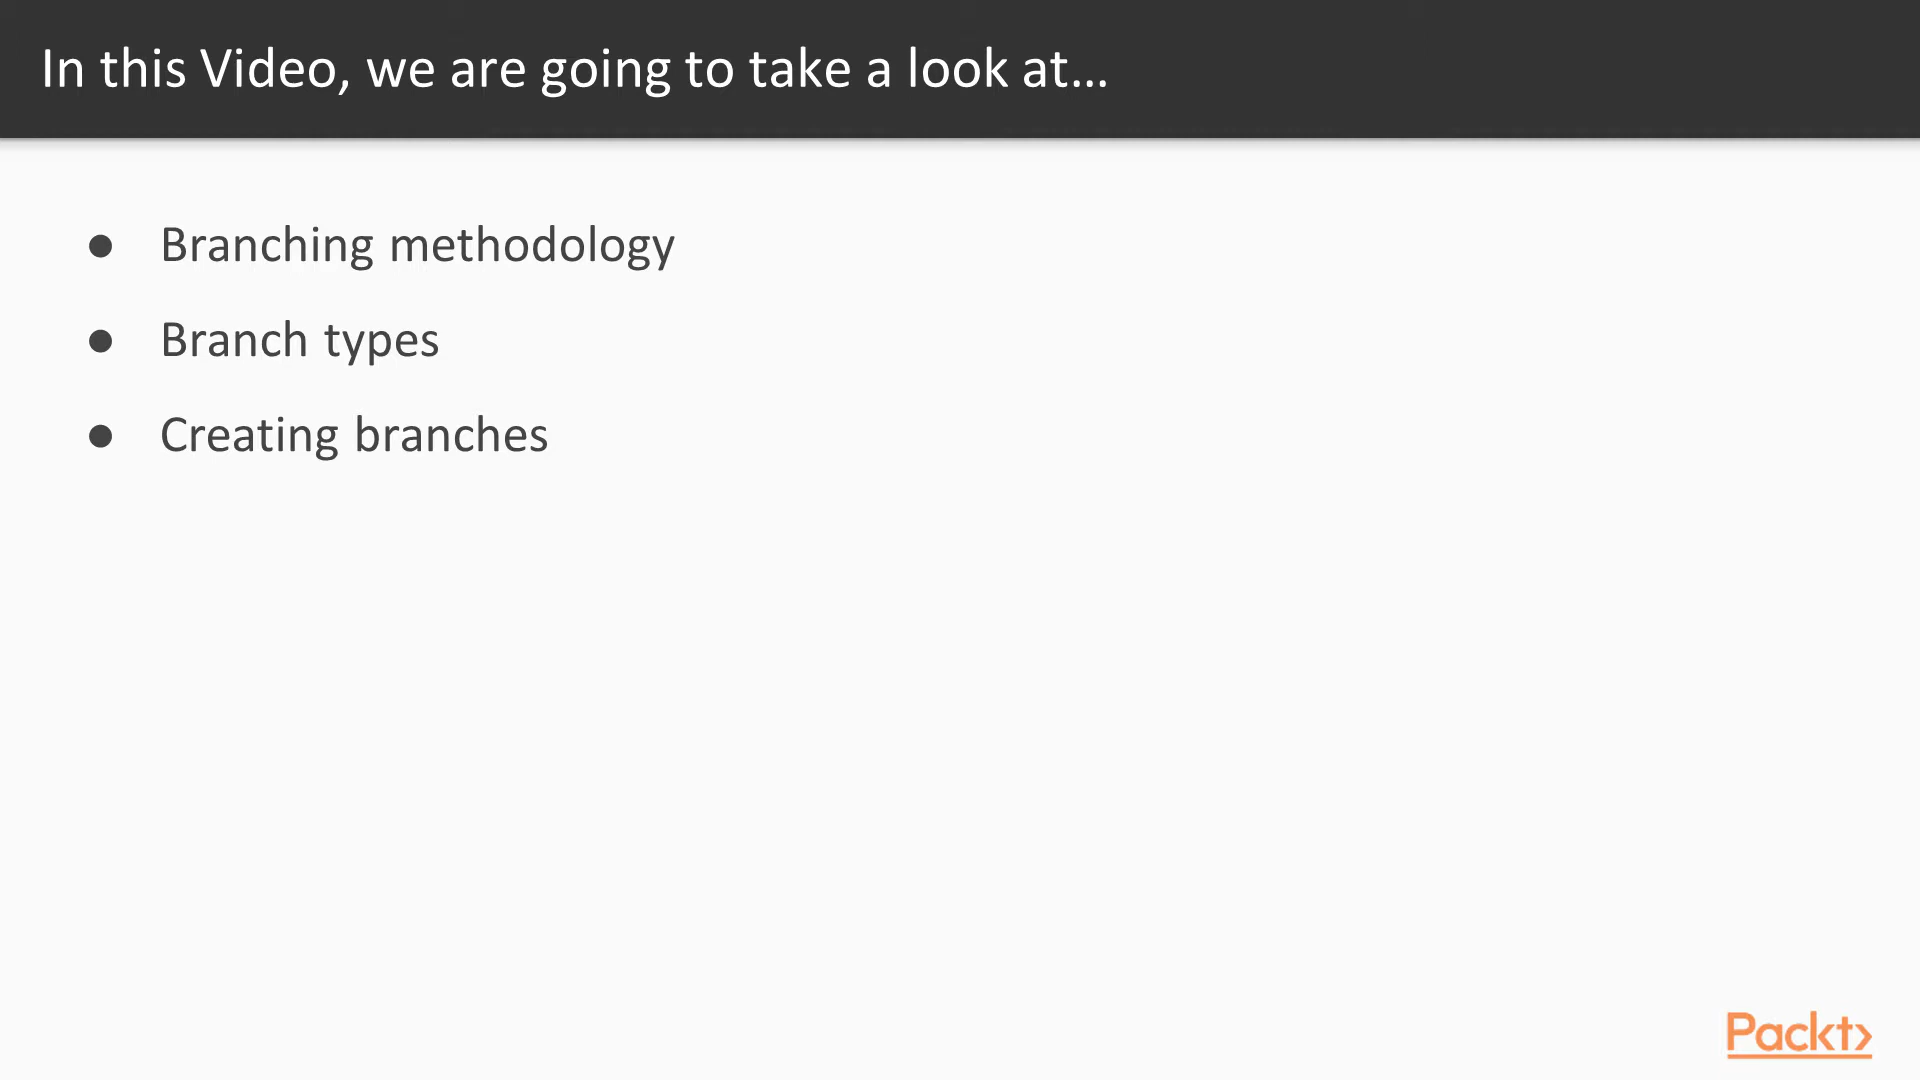 In this Video, we are going to take a look at...
● Branching methodology
● Branch types
● Creating branches
Packt>